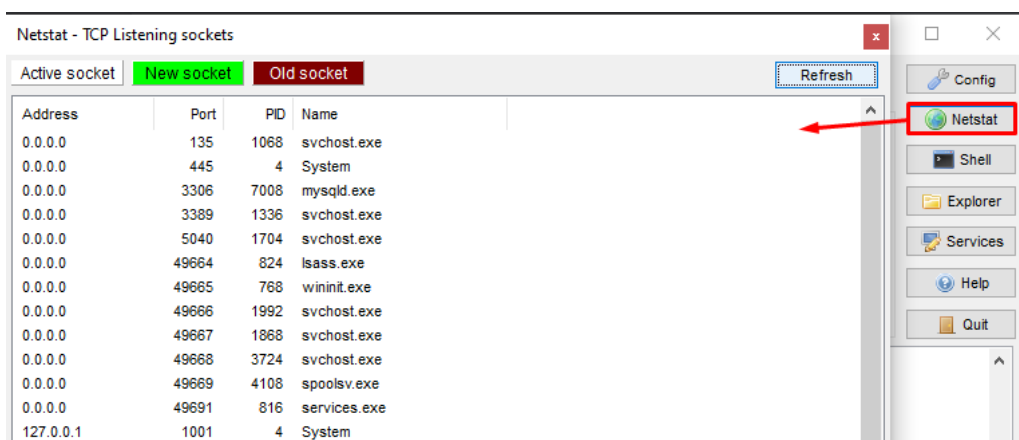 Netstat - TCP Listening sockets
x
Active socket New socket Old socket Refresh
Address Port PID Name
0.0.0.0 135 1068 svchost.exe
0.0.0.0 445 4 System
0.0.0.0 3306 7008 mysqld.exe
0.0.0.0 3389 1336 svchost.exe
0.0.0.0 5040 1704 svchost.exe
0.0.0.0 49664 824 lsass.exe
0.0.0.0 49665 768 wininit.exe
0.0.0.0 49666 1992 svchost.exe
0.0.0.0 49667 1868 svchost.exe
0.0.0.0 49668 3724 svchost.exe
0.0.0.0 49669 4108 spoolsv.exe
0.0.0.0 49691 816 services.exe
127.0.0.1 1001 4 System
Config
Netstat
Shell
Explorer
Services
Help
Quit